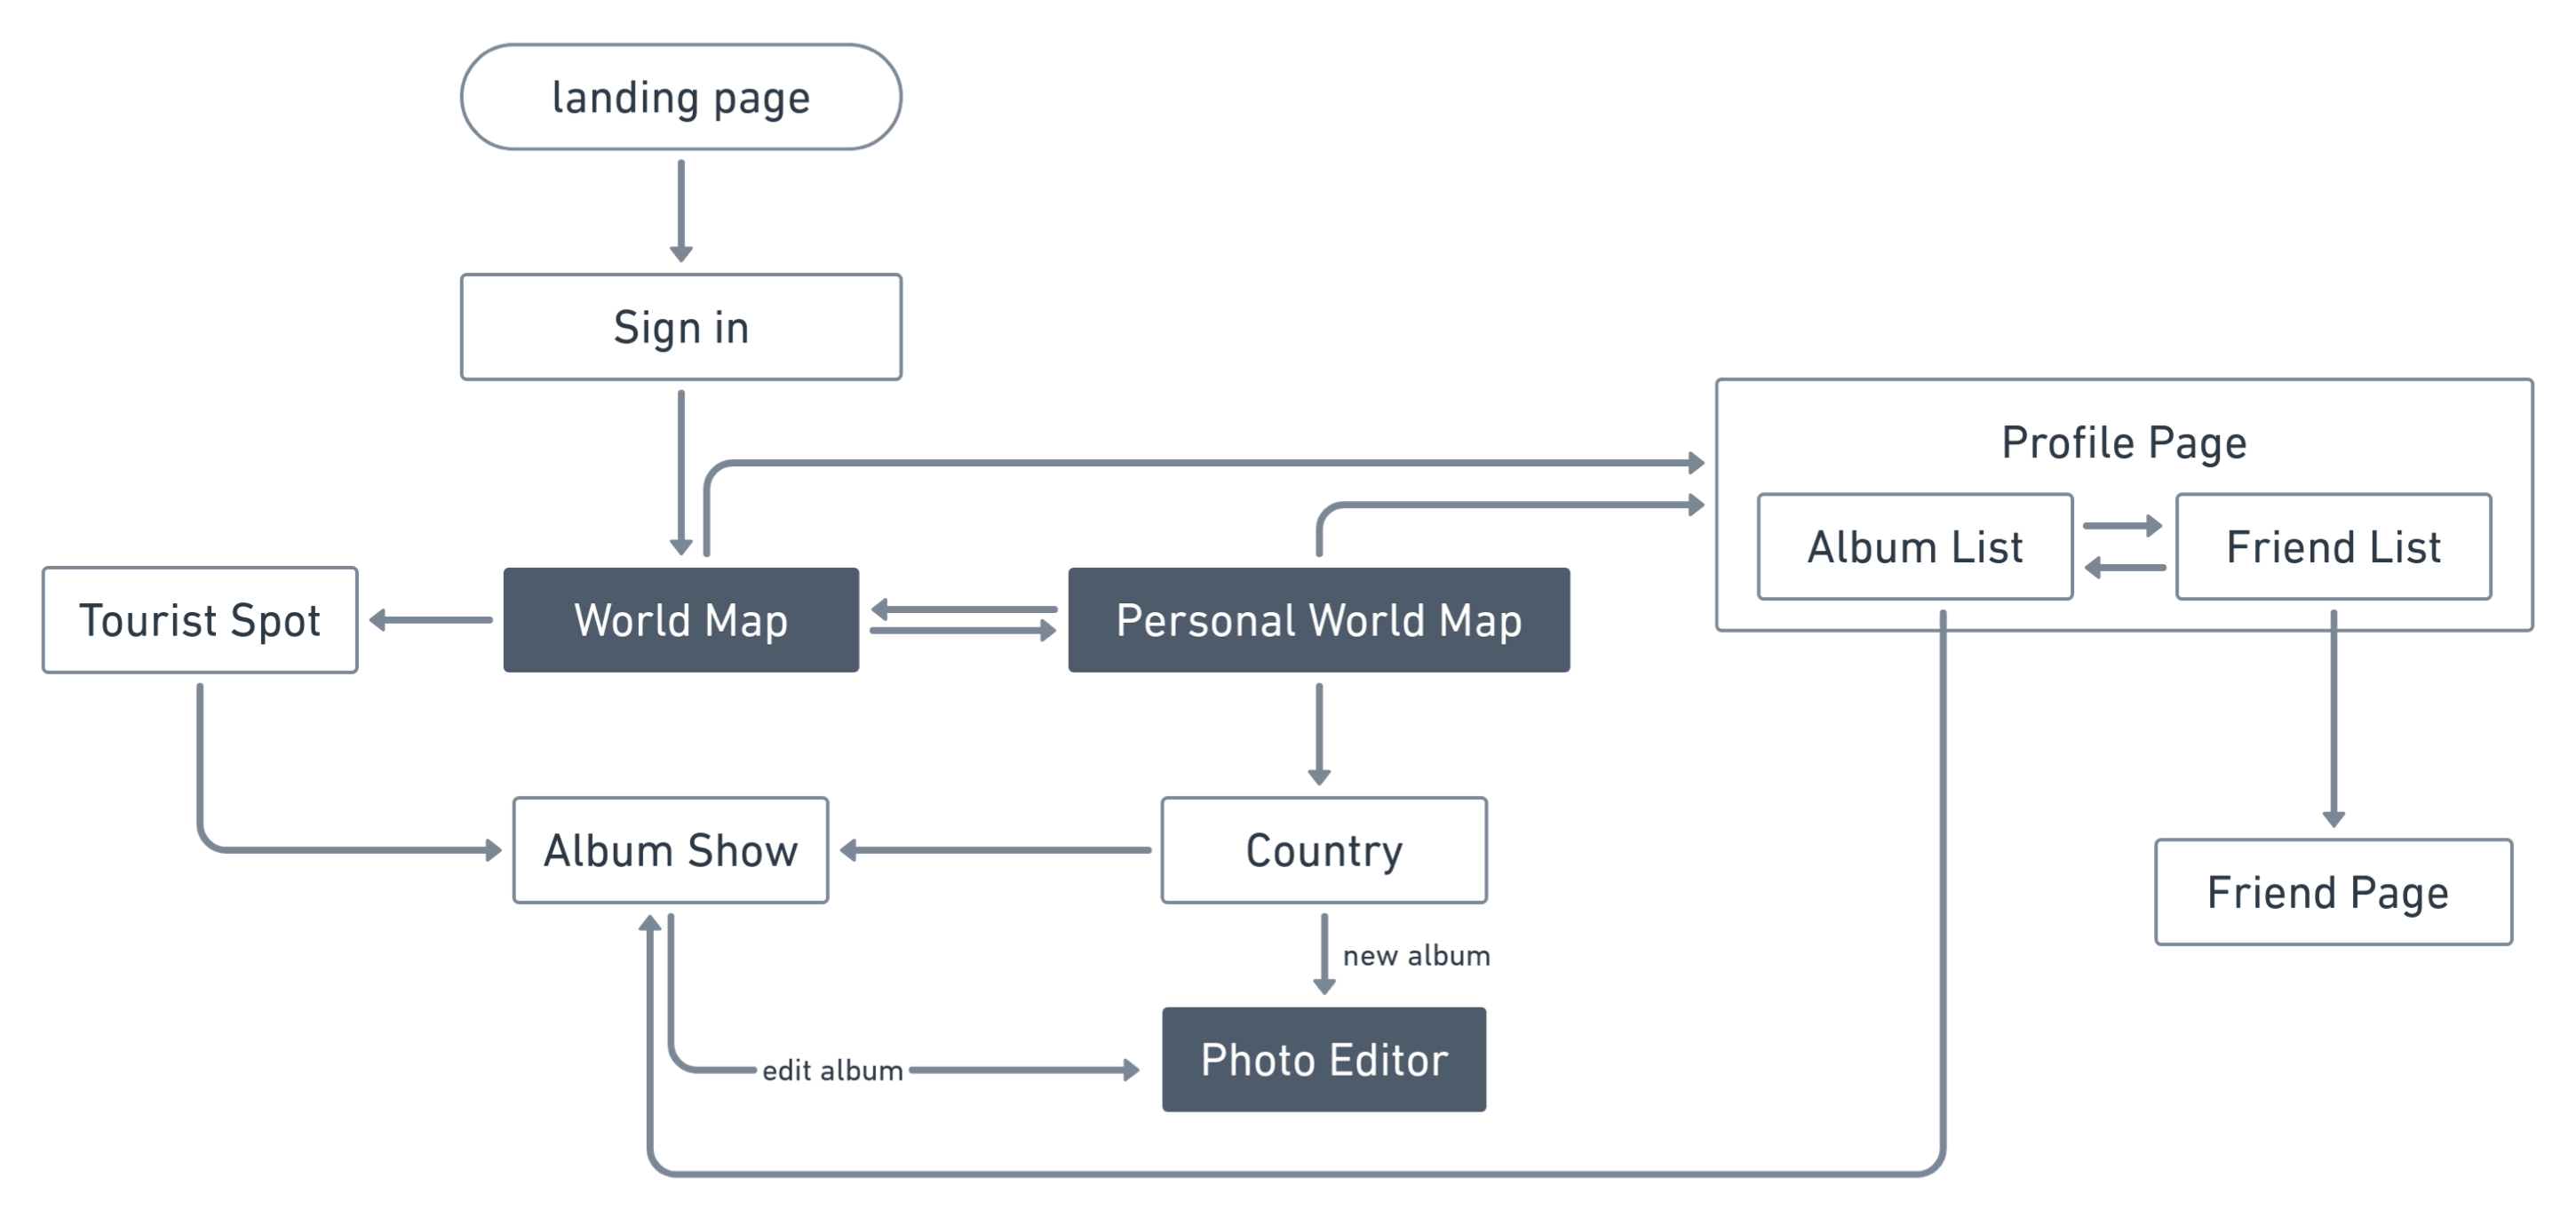 landing page
Sign in
Profile Page
Album List
Friend List
Tourist Spot
World Map
Personal World Map
Album Show
Country
Friend Page
new album
Photo Editor
edit album